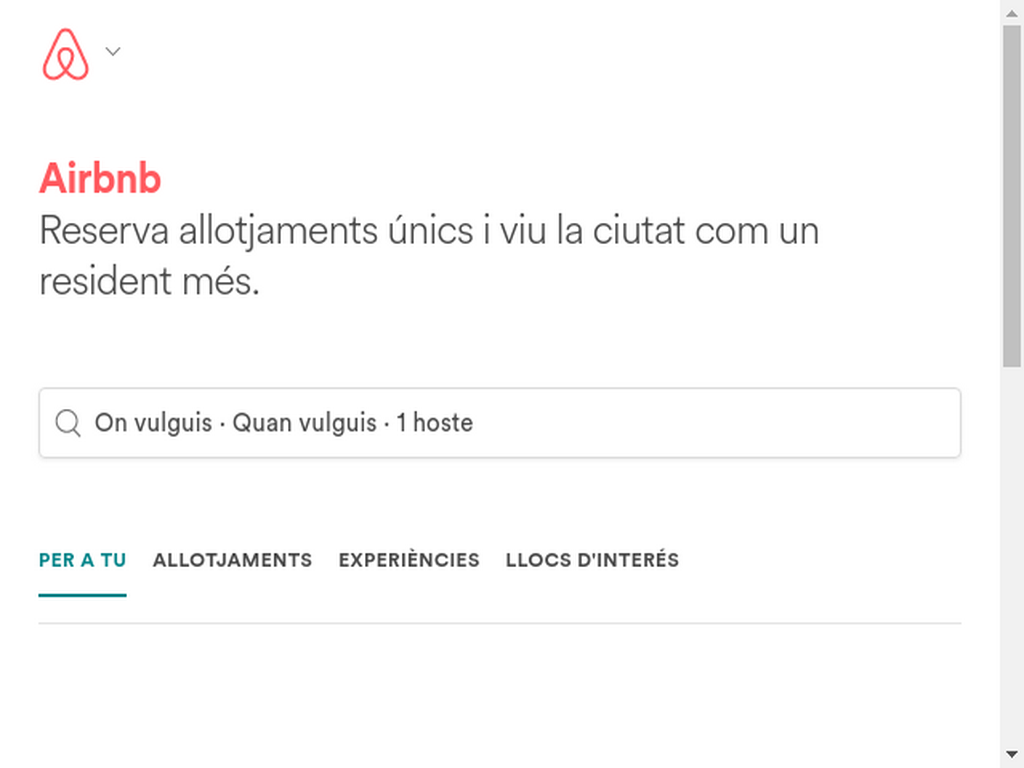 Airbnb
Reserva allotjaments únics i viu la ciutat com un
resident més.
On vulguis · Quan vulguis · 1 hoste
PER A TU ALLOTJAMENTS EXPERIÈNCIES LLOCS D'INTERÉS